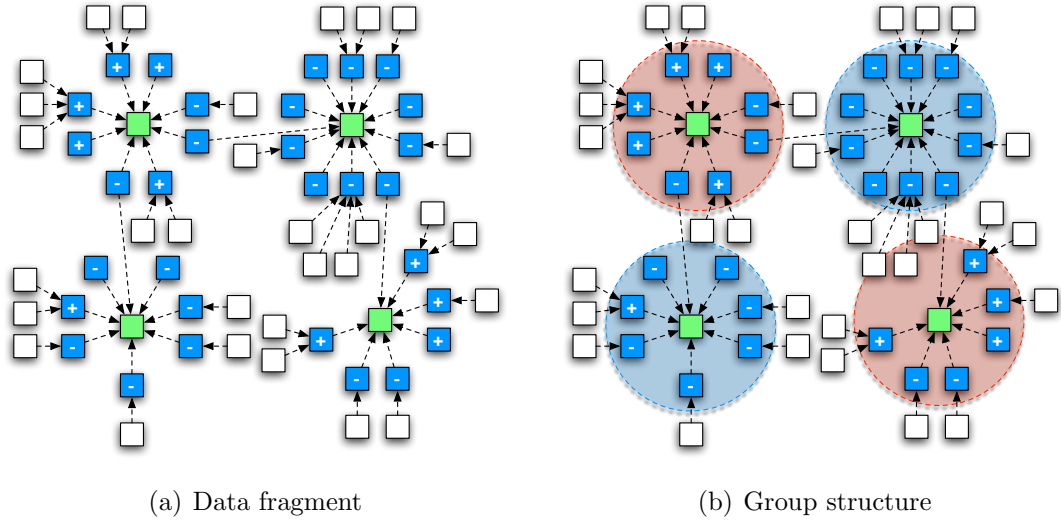 + + - - -
+ - - -
+ - - -
- + - - -
- - +
+ - +
- - + +
- - -
+ + - - -
+ - - -
+ - - -
- + - - -
- - +
+ - +
- - + +
- - -
(a) Data fragment
(b) Group structure